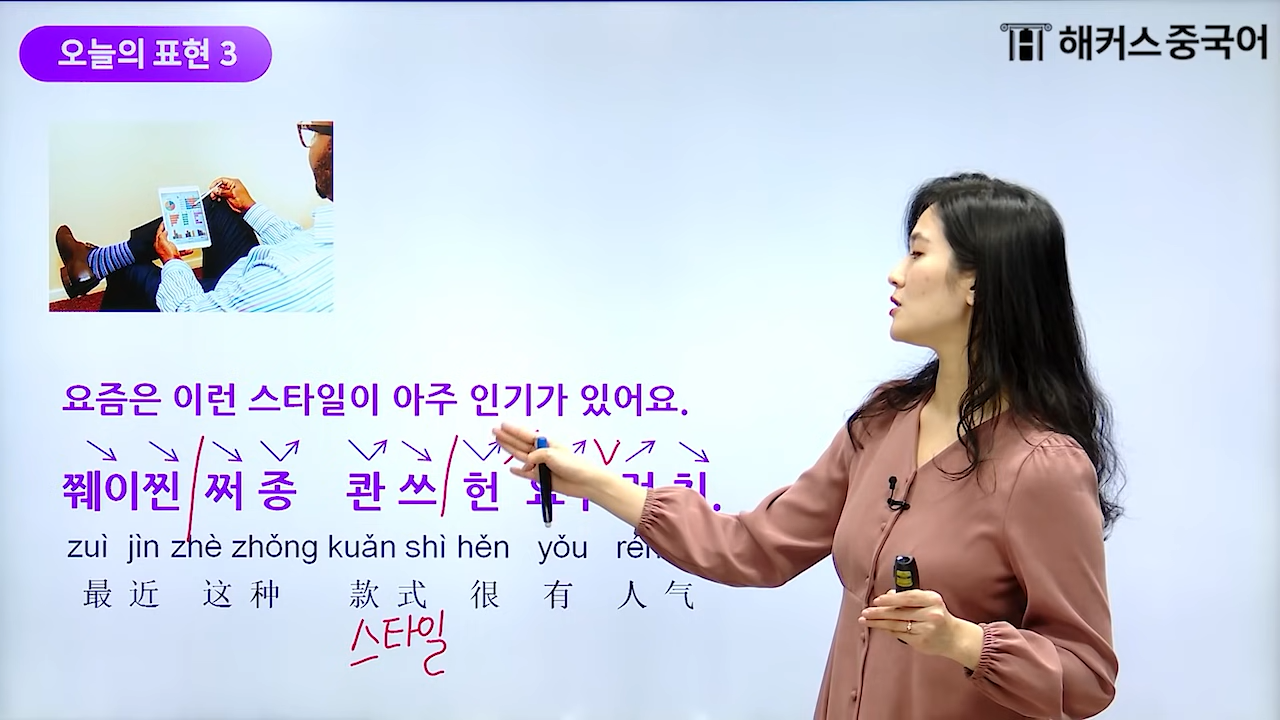 오늘의 표현 3
해커스중국어
요즘은 이런 스타일이 아주 인기가 있어요.
쮀이찐 쩌 종 콴 쓰 헌
zuì jìn zhè zhǒng kuǎn shì hěn yǒu
最近 这种 款式 很 有 人 气
스타일